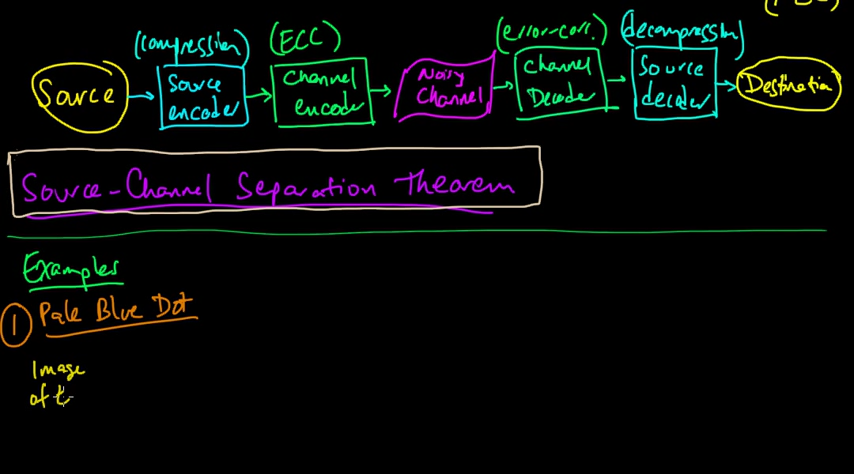 (compression) (ECC) (error-corr.) (decompression)
Source Source encoder Channel encoder Noisy Channel Channel Decoder Source decoder Destination
Source-Channel Separation Theorem
Examples
1 Pale Blue Dot
Image
of t